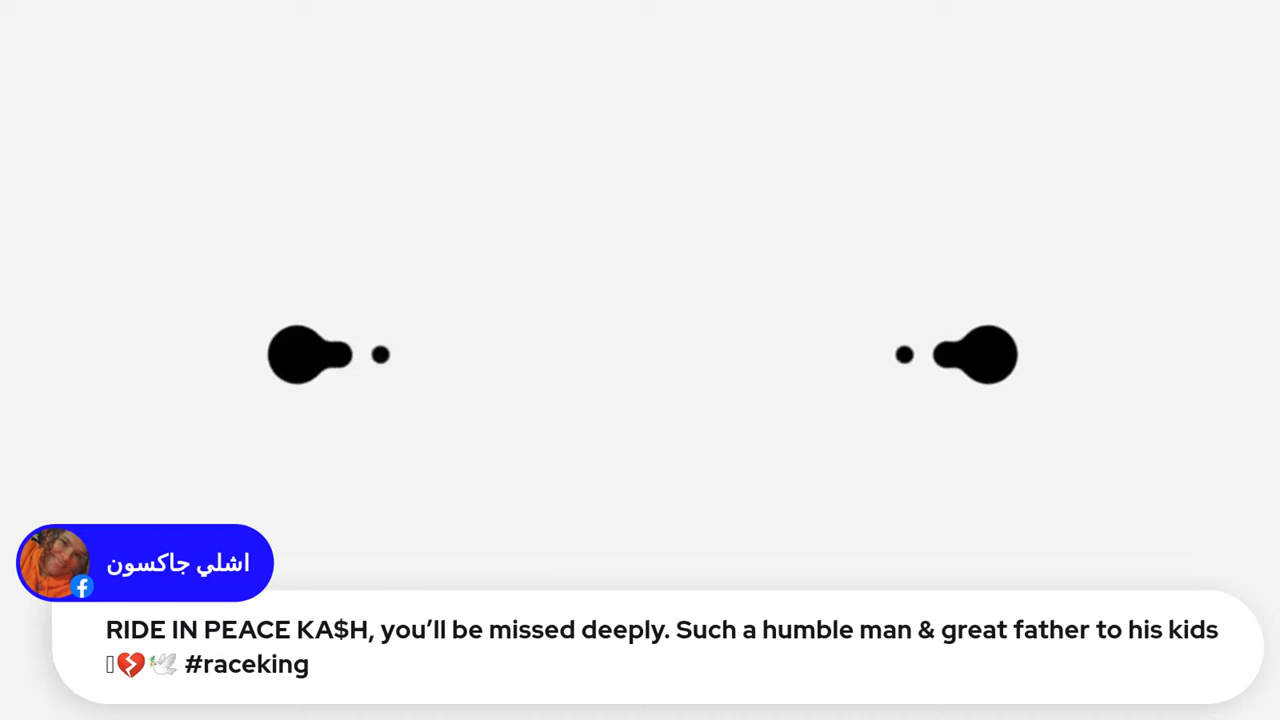 اشلي جاكسون
RIDE IN PEACE KA$H, you’ll be missed deeply. Such a humble man & great father to his kids
💔🕊️ #raceking